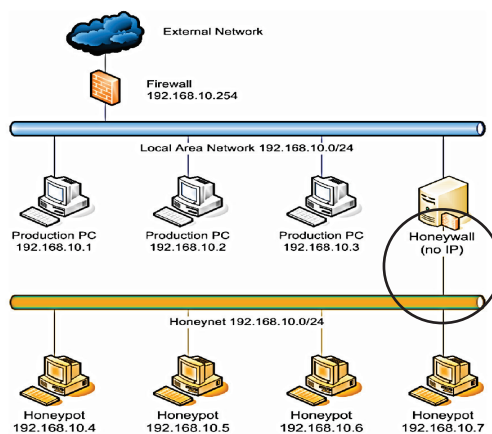 External Network
Firewall
192.168.10.254
Local Area Network 192.168.10.0/24
Production PC
192.168.10.1
Production PC
192.168.10.2
Production PC
192.168.10.3
Honeywall
(no IP)
Honeynet 192.168.10.0/24
Honeypot
192.168.10.4
Honeypot
192.168.10.5
Honeypot
192.168.10.6
Honeypot
192.168.10.7